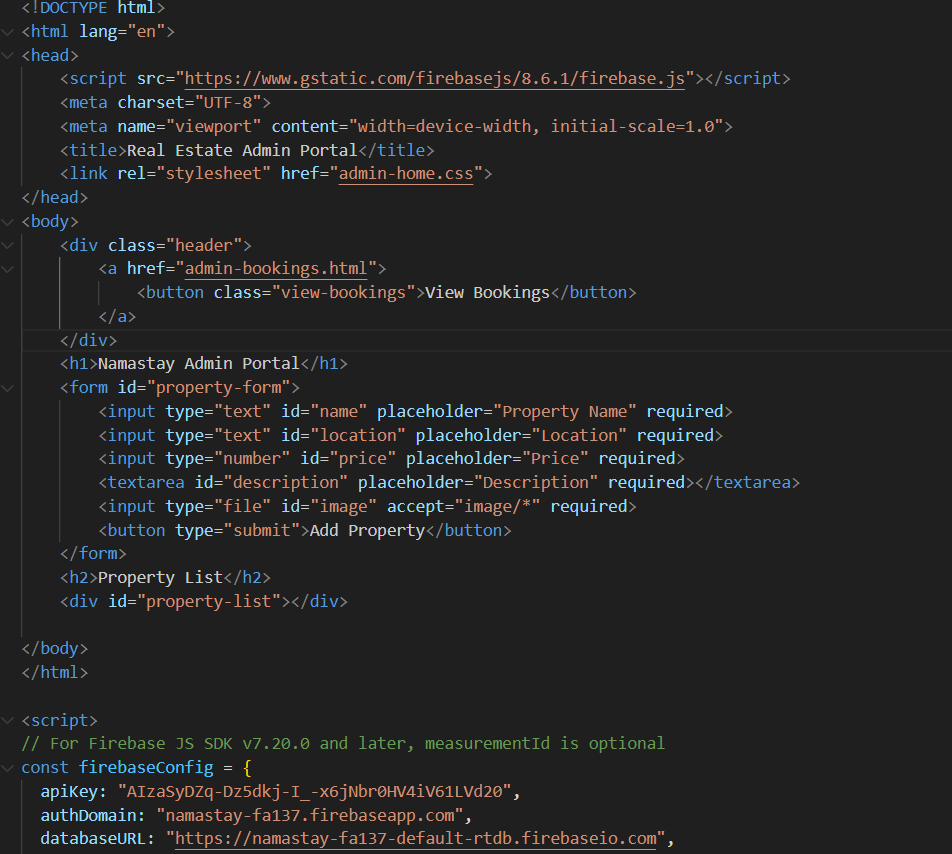 <!DOCTYPE html>
<html lang="en">
<head>
    <script src="https://www.gstatic.com/firebasejs/8.6.1/firebase.js"></script>
    <meta charset="UTF-8">
    <meta name="viewport" content="width=device-width, initial-scale=1.0">
    <title>Real Estate Admin Portal</title>
    <link rel="stylesheet" href="admin-home.css">
</head>
<body>
    <div class="header">
        <a href="admin-bookings.html">
            <button class="view-bookings">View Bookings</button>
        </a>
    </div>
    <h1>Namastay Admin Portal</h1>
    <form id="property-form">
        <input type="text" id="name" placeholder="Property Name" required>
        <input type="text" id="location" placeholder="Location" required>
        <input type="number" id="price" placeholder="Price" required>
        <textarea id="description" placeholder="Description" required></textarea>
        <input type="file" id="image" accept="image/*" required>
        <button type="submit">Add Property</button>
    </form>
    <h2>Property List</h2>
    <div id="property-list"></div>
</body>
</html>
<script>
// For Firebase JS SDK v7.20.0 and later, measurementId is optional
const firebaseConfig = {
  apiKey: "AIzaSyDZq-Dz5dkj-I_-x6jNbr0HV4iV61LVd20",
  authDomain: "namastay-fa137.firebaseapp.com",
  databaseURL: "https://namastay-fa137-default-rtdb.firebaseio.com",